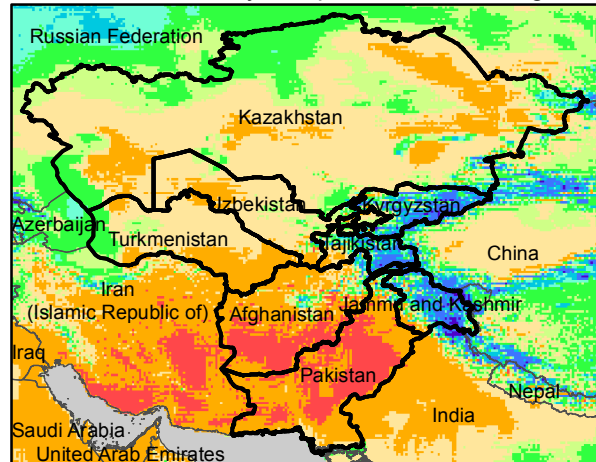 Russian Federation
Kazakhstan
Uzbekistan
Kyrgyzstan
Azerbaijan
Turkmenistan
Tajikistan
China
Iran
(Islamic Republic of)
Afghanistan
Jammu and Kashmir
Iraq
Pakistan
Nepal
India
Saudi Arabia
United Arab Emirates